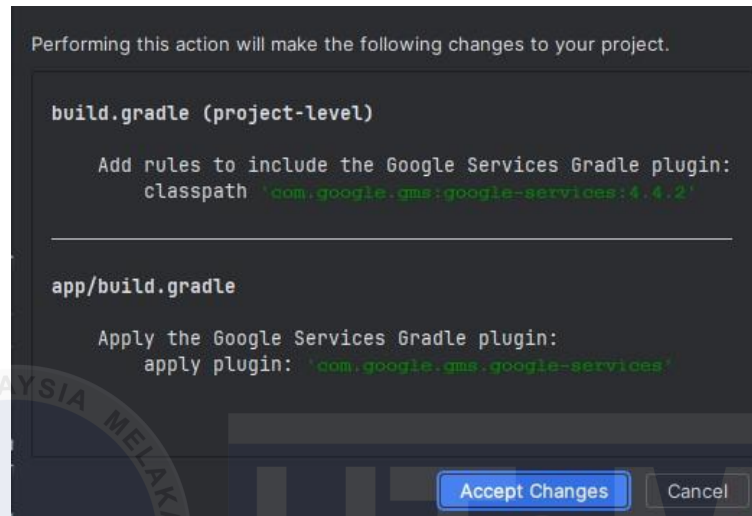 Performing this action will make the following changes to your project.
build.gradle (project-level)
Add rules to include the Google Services Gradle plugin:
classpath 'com.google.gms:google-services:4.4.2'
app/build.gradle
Apply the Google Services Gradle plugin:
apply plugin: 'com.google.gms.google-services'
AYSIA MELAKA
Accept Changes
Cancel